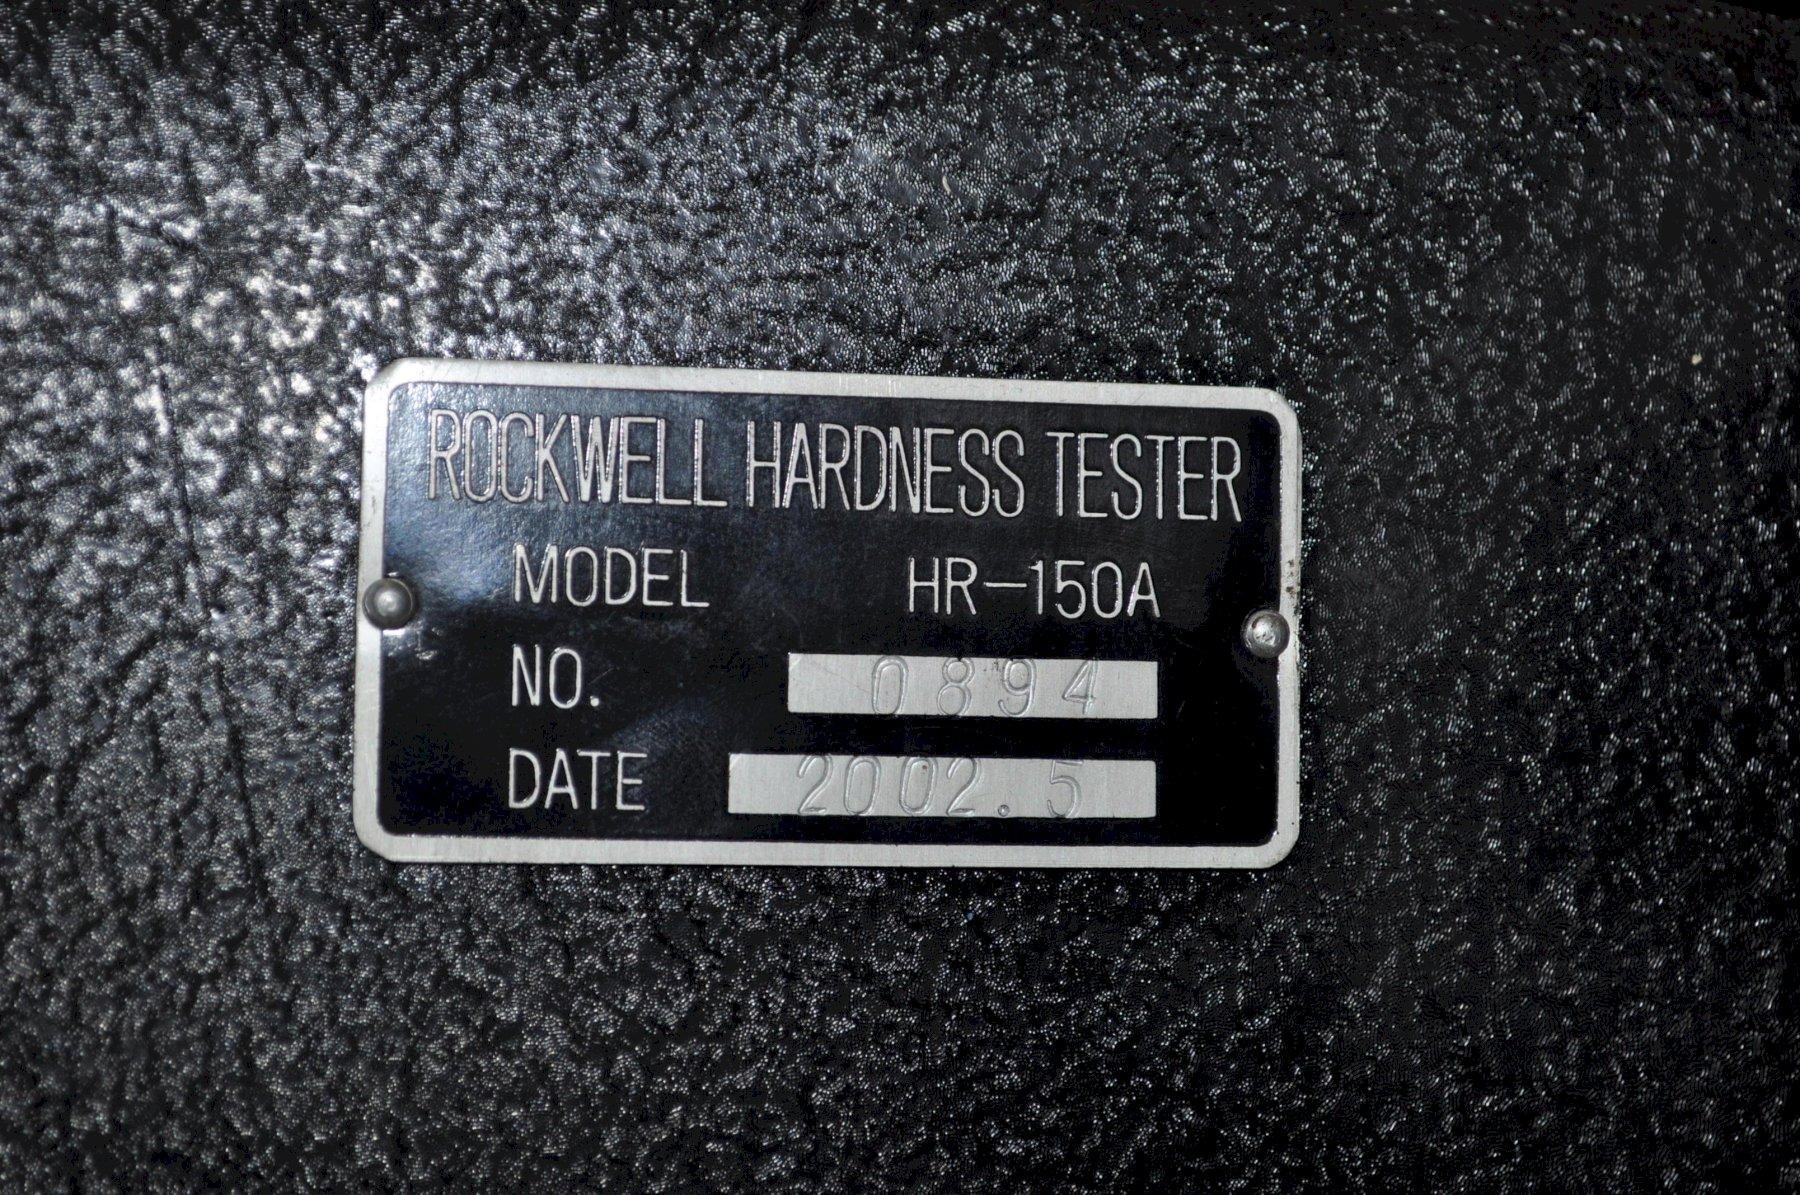 ROCKWELL HARDNESS TESTER
MODEL HR-150A
NO. 0894
DATE 2002.5